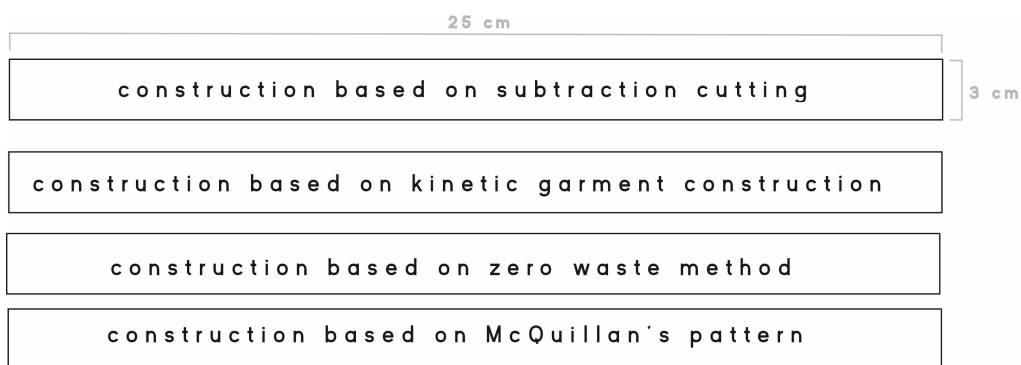 25 cm
construction based on subtraction cutting
3 cm
construction based on kinetic garment construction
construction based on zero waste method
construction based on McQuillan´s pattern